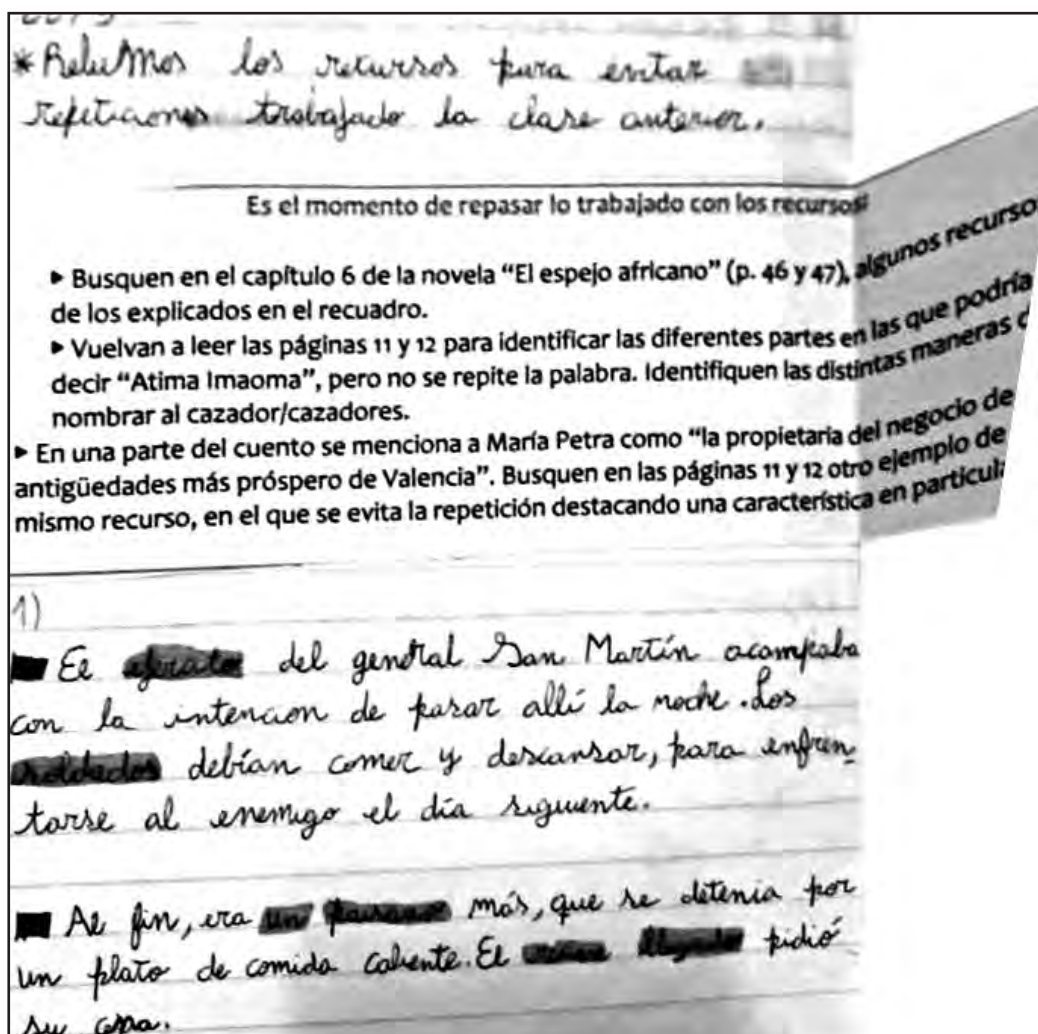 *Releimos los recursos para evitar
repeticiones trabajado la clase anterior.
Es el momento de repasar lo trabajado con los recursos:
▸ Busquen en el capítulo 6 de la novela “El espejo africano” (p. 46 y 47), algunos recurso
de los explicados en el recuadro.
▸ Vuelvan a leer las páginas 11 y 12 para identificar las diferentes partes en las que podría
decir “Atima Imaoma”, pero no se repite la palabra. Identifiquen las distintas maneras d
nombrar al cazador/cazadores.
▸ En una parte del cuento se menciona a María Petra como “la propietaria del negocio de
antigüedades más próspero de Valencia”. Busquen en las páginas 11 y 12 otro ejemplo de
mismo recurso, en el que se evita la repetición destacando una característica en particula
1)
El ejercito del general San Martín acampaba
con la intencion de pasar allí la noche. Los
soldados debían comer y descansar, para enfren-
tarse al enemigo el día siguiente.
Al fin, era un paisano más, que se detenia por
un plato de comida caliente. El llegado pidió
su cena.